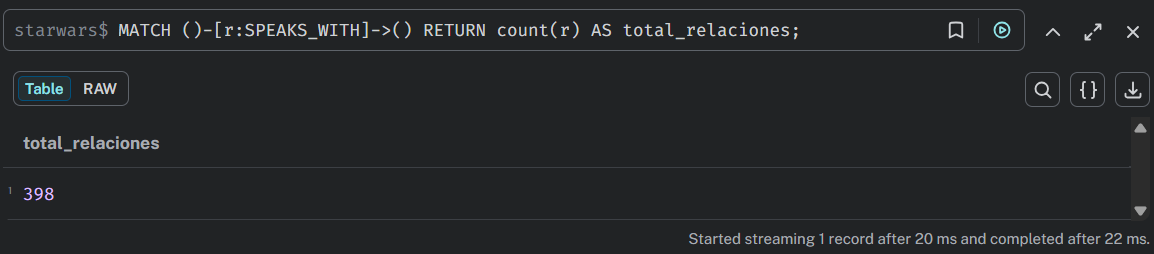 starwars$ MATCH ()-[r:SPEAKS_WITH]->() RETURN count(r) AS total_relaciones;
Table RAW
{}
total_relaciones
1 398
Started streaming 1 record after 20 ms and completed after 22 ms.